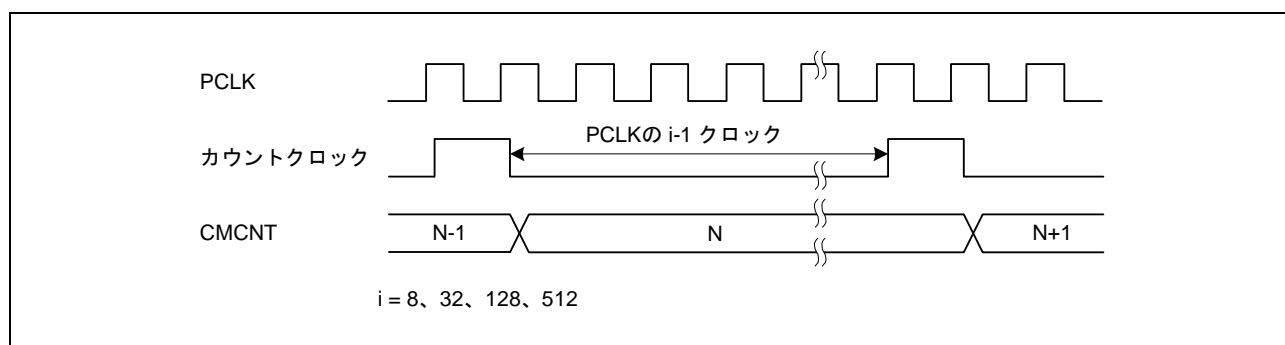 PCLK
PCLKの i-1 クロック
カウントクロック
CMCNT
N-1
N
N+1
i = 8、32、128、512